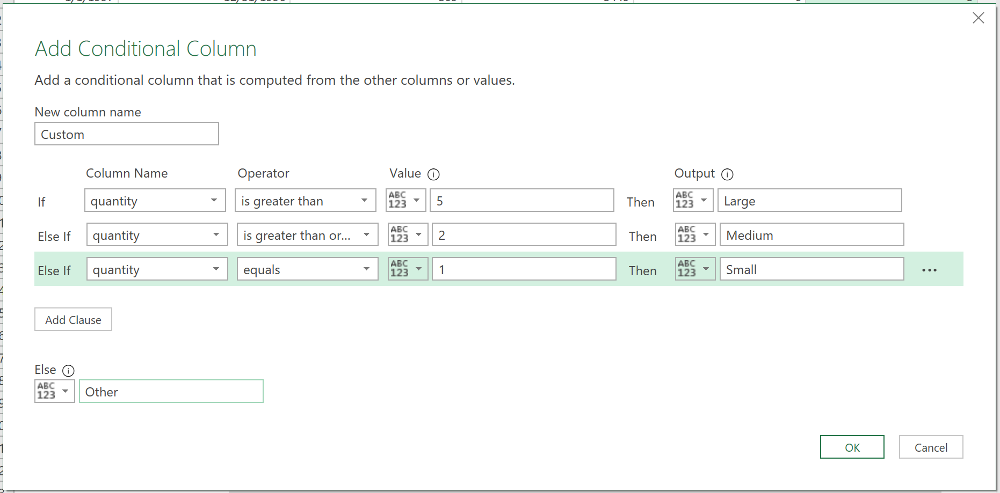 Add Conditional Column
Add a conditional column that is computed from the other columns or values.
New column name
Custom
Column Name Operator Value Output
If quantity is greater than ABC 123 5 Then ABC 123 Large
Else If quantity is greater than or... ABC 123 2 Then ABC 123 Medium
Else If quantity equals ABC 123 1 Then ABC 123 Small ...
Add Clause
Else
ABC 123 Other
OK Cancel